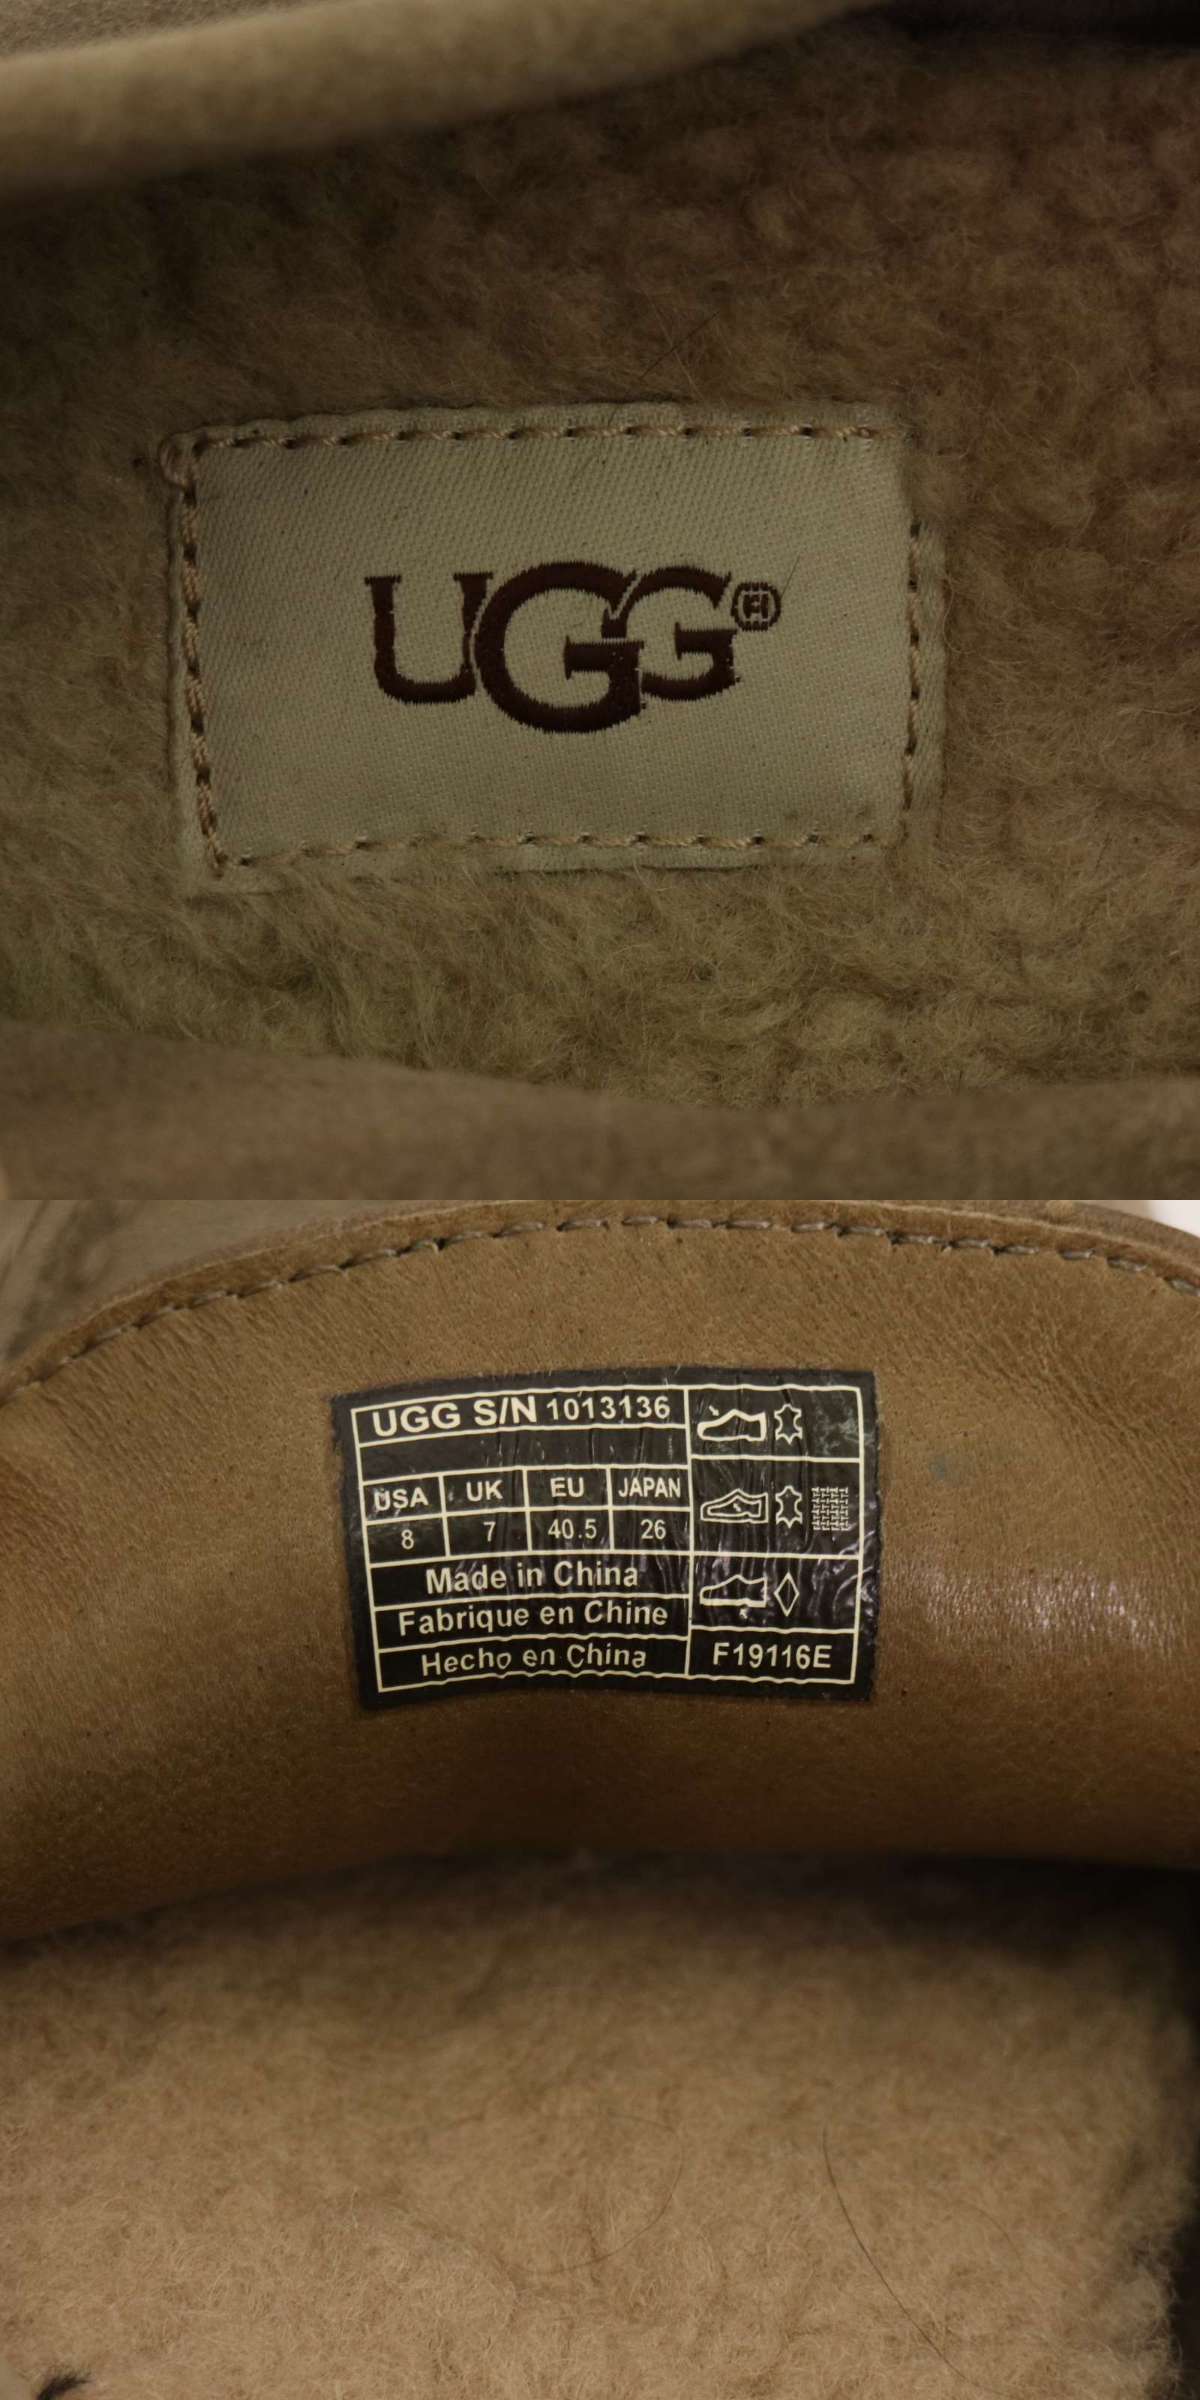 UGG®
UGG S/N 1013136
USA UK EU JAPAN
8 7 40.5 26
Made in China
Fabrique en Chine
Hecho en China
F19116E